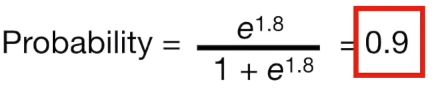 Probability = e^1.8 / (1 + e^1.8) = 0.9